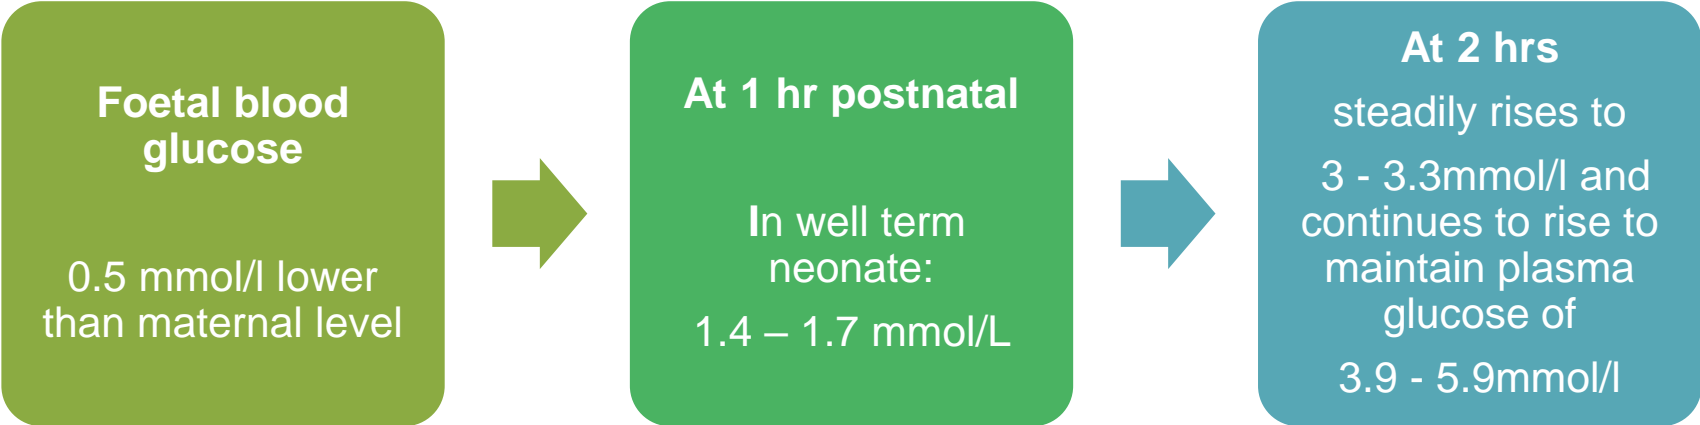 Foetal blood
glucose
0.5 mmol/l lower
than maternal level
At 1 hr postnatal
In well term
neonate:
1.4 – 1.7 mmol/L
At 2 hrs
steadily rises to
3 - 3.3mmol/l and
continues to rise to
maintain plasma
glucose of
3.9 - 5.9mmol/l